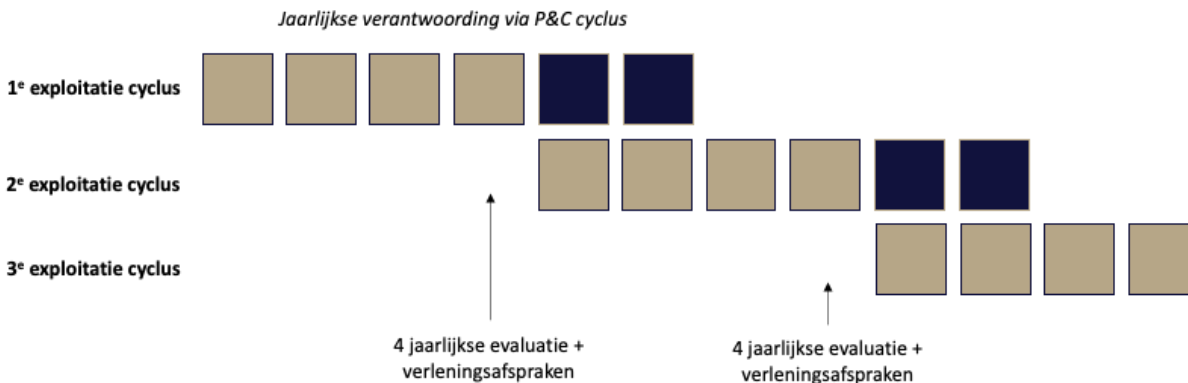 Jaarlijkse verantwoording via P&C cyclus
1e exploitatie cyclus
2e exploitatie cyclus
3e exploitatie cyclus
4 jaarlijkse evaluatie +
verleningsafspraken
4 jaarlijkse evaluatie +
verleningsafspraken